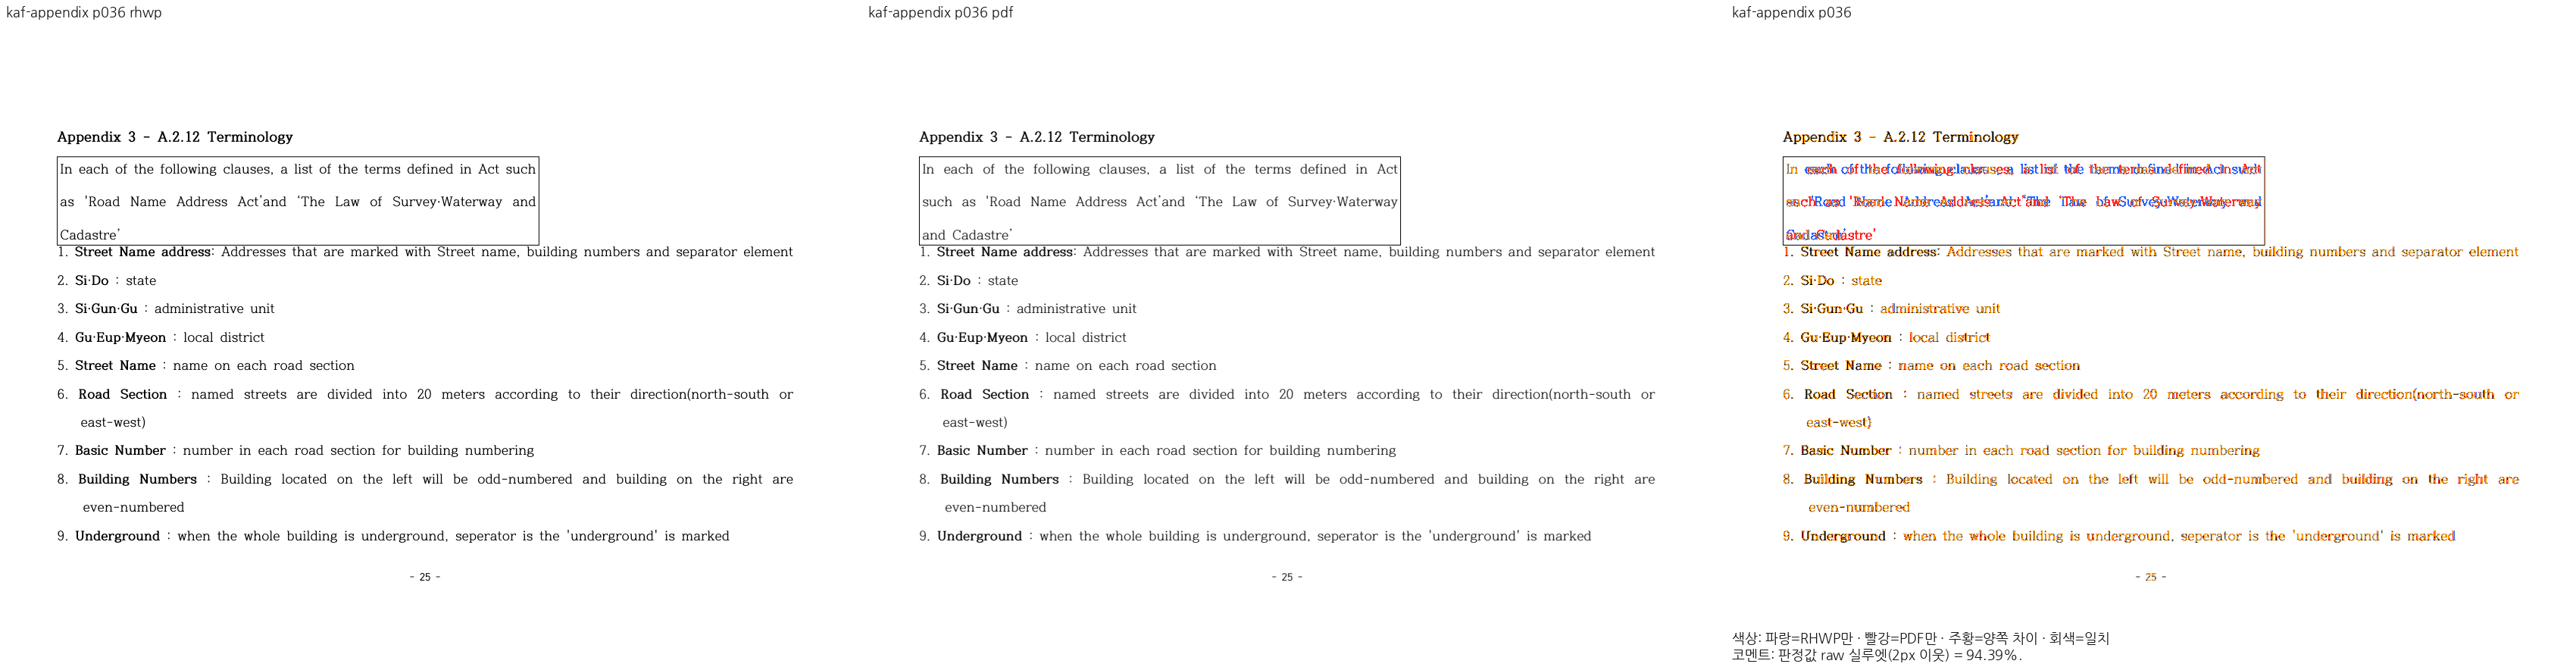 kaf-appendix p036 rhwp
Appendix 3 - A.2.12 Terminology
In each of the following clauses, a list of the terms defined in Act such
as 'Road Name Address Act'and 'The Law of Survey·Waterway and
Cadastre'
1. Street Name address: Addresses that are marked with Street name, building numbers and separator element
2. Si·Do : state
3. Si·Gun·Gu : administrative unit
4. Gu·Eup·Myeon : local district
5. Street Name : name on each road section
6. Road Section : named streets are divided into 20 meters according to their direction(north-south or
east-west)
7. Basic Number : number in each road section for building numbering
8. Building Numbers : Building located on the left will be odd-numbered and building on the right are
even-numbered
9. Underground : when the whole building is underground, seperator is the 'underground' is marked
- 25 -
kaf-appendix p036 pdf
Appendix 3 - A.2.12 Terminology
In each of the following clauses, a list of the terms defined in Act
such as 'Road Name Address Act'and 'The Law of Survey·Waterway
and Cadastre'
1. Street Name address: Addresses that are marked with Street name, building numbers and separator element
2. Si·Do : state
3. Si·Gun·Gu : administrative unit
4. Gu·Eup·Myeon : local district
5. Street Name : name on each road section
6. Road Section : named streets are divided into 20 meters according to their direction(north-south or
east-west)
7. Basic Number : number in each road section for building numbering
8. Building Numbers : Building located on the left will be odd-numbered and building on the right are
even-numbered
9. Underground : when the whole building is underground, seperator is the 'underground' is marked
- 25 -
kaf-appendix p036
Appendix 3 - A.2.12 Terminology
In
1. Street Name address: Addresses that are marked with Street name, building numbers and separator element
2. Si·Do : state
3. Si·Gun·Gu : administrative unit
4. Gu·Eup·Myeon : local district
5. Street Name : name on each road section
6. Road Section : named streets are divided into 20 meters according to their direction(north-south or
east-west)
7. Basic Number : number in each road section for building numbering
8. Building Numbers : Building located on the left will be odd-numbered and building on the right are
even-numbered
9. Underground : when the whole building is underground, seperator is the 'underground' is marked
- 25 -
색상: 파랑=RHWP만 · 빨강=PDF만 · 주황=양쪽 차이 · 회색=일치
코멘트: 판정값 raw 실루엣(2px 이웃) = 94.39%.